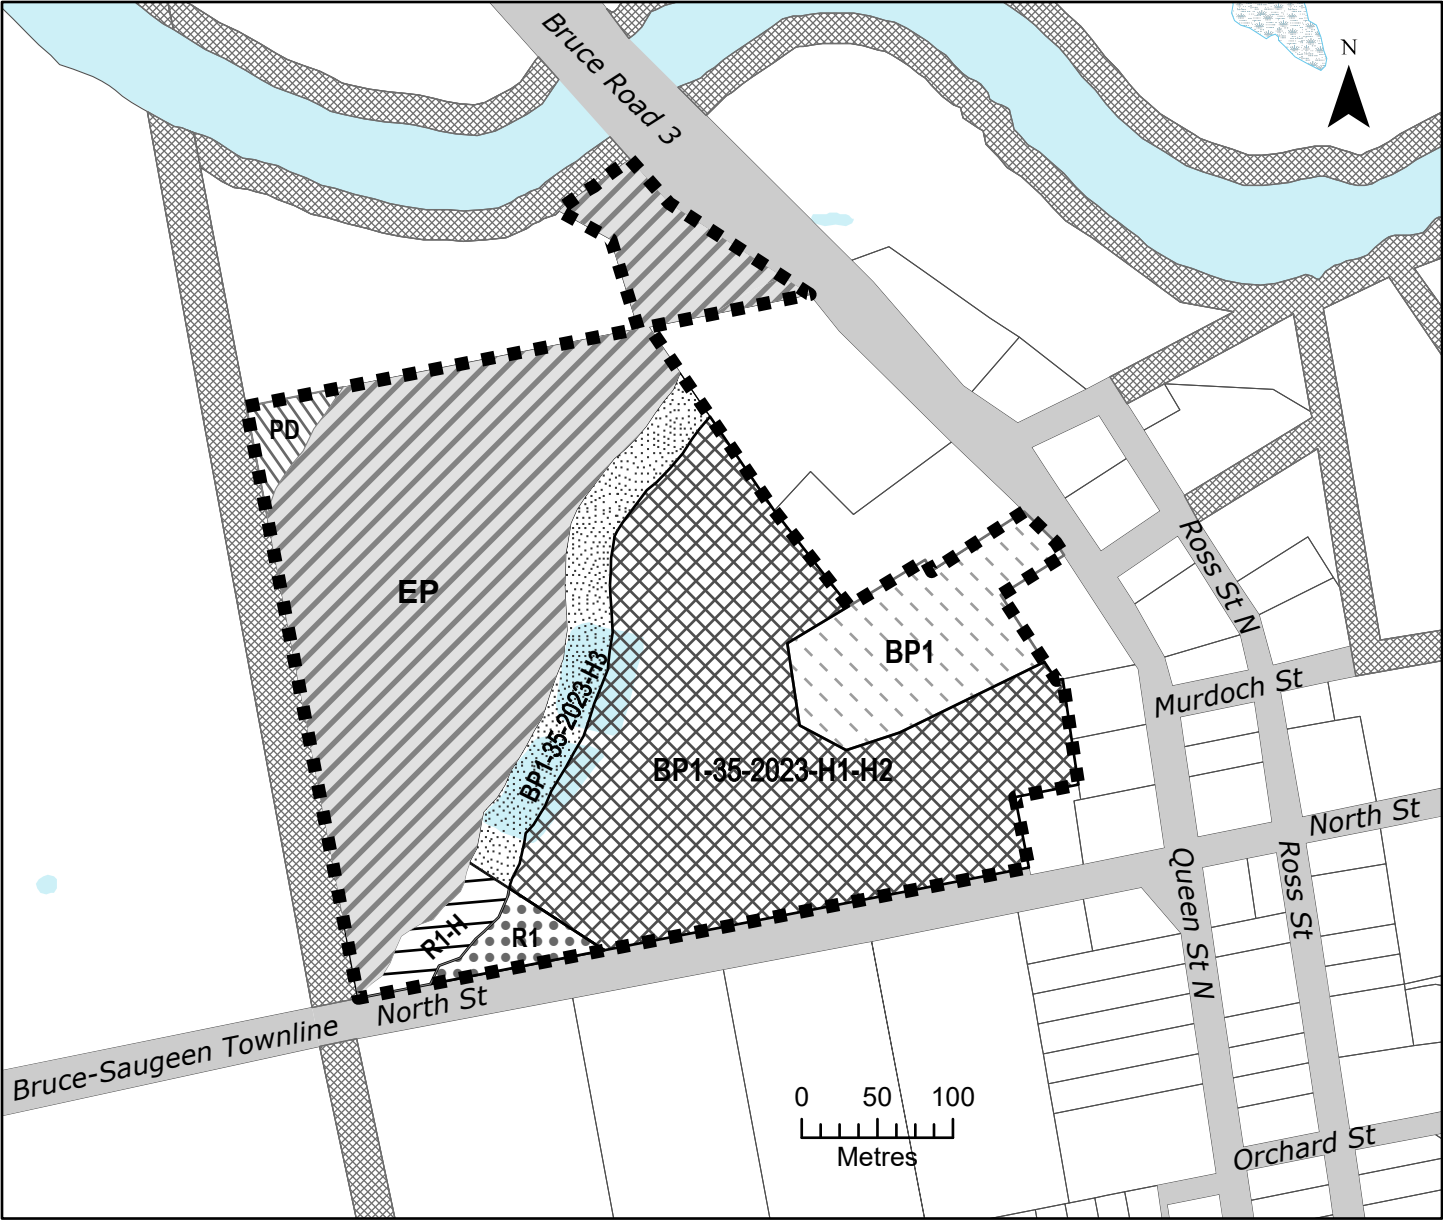 Bruce Road 3
N
PD
EP
Ross St N
BP1
Murdoch St
BP1-35-2023-H3
BP1-35-2023-H1-H2
North St
Queen St N
Ross St
R1-H
R1
North St
Bruce-Saugeen Townline
0 50 100
Metres
Orchard St